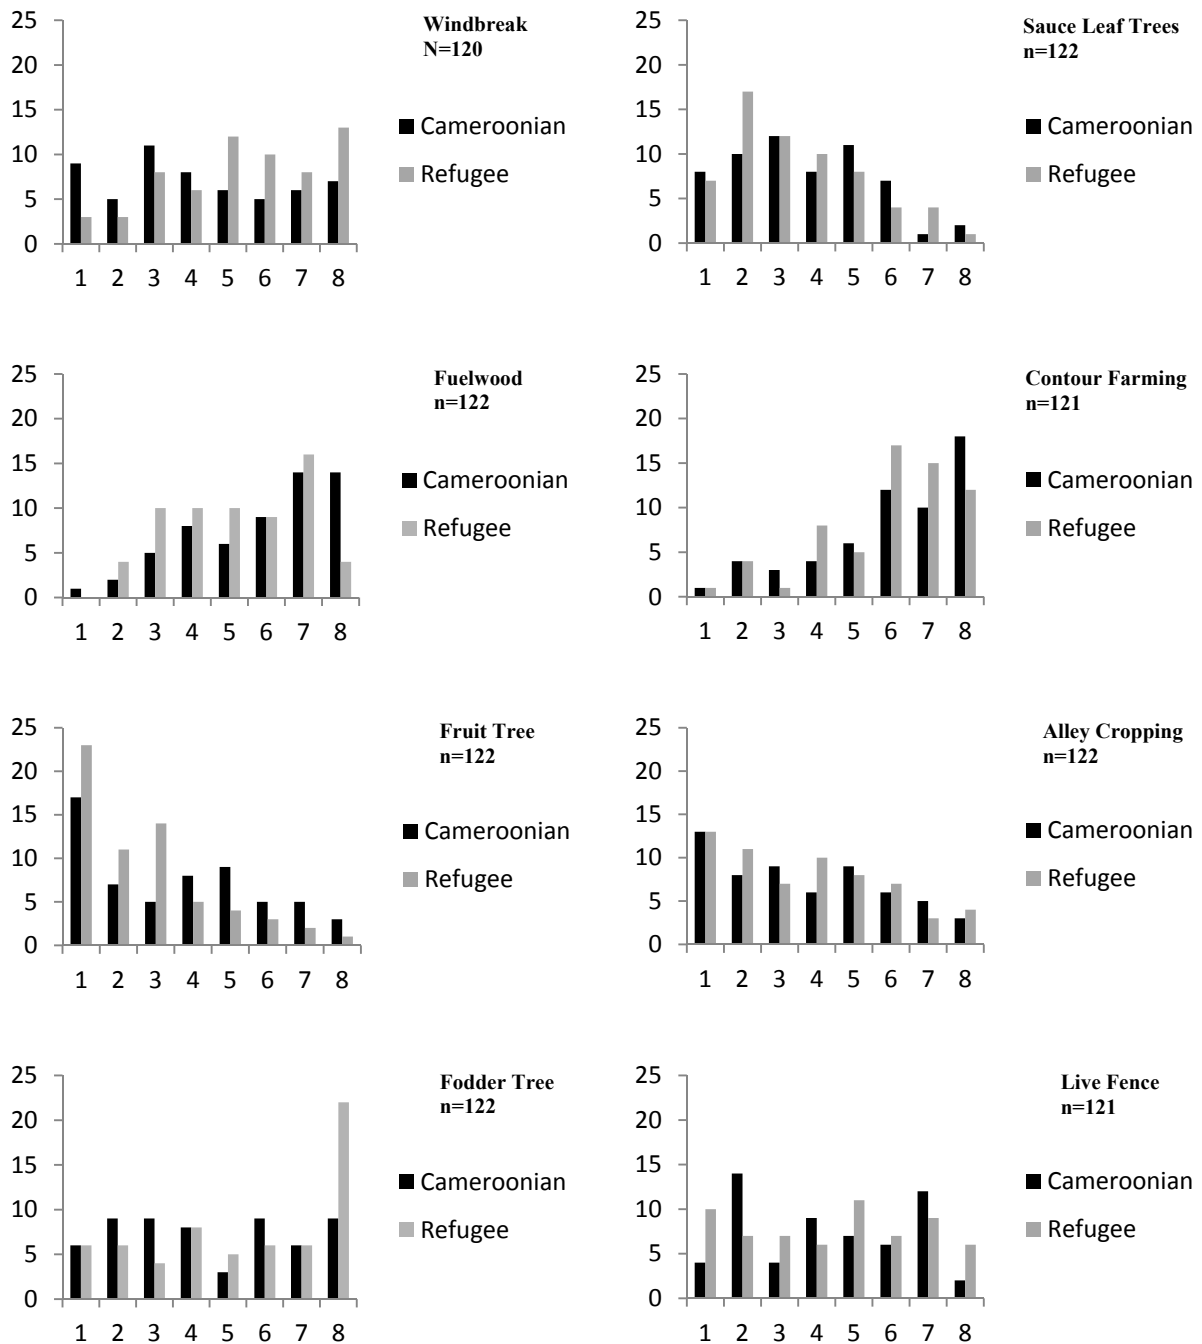 Windbreak
N=120
25
20
15
10
5
0
1 2 3 4 5 6 7 8
Cameroonian
Refugee
Sauce Leaf Trees
n=122
25
20
15
10
5
0
1 2 3 4 5 6 7 8
Cameroonian
Refugee
Fuelwood
n=122
25
20
15
10
5
0
1 2 3 4 5 6 7 8
Cameroonian
Refugee
Contour Farming
n=121
25
20
15
10
5
0
1 2 3 4 5 6 7 8
Cameroonian
Refugee
Fruit Tree
n=122
25
20
15
10
5
0
1 2 3 4 5 6 7 8
Cameroonian
Refugee
Alley Cropping
n=122
25
20
15
10
5
0
1 2 3 4 5 6 7 8
Cameroonian
Refugee
Fodder Tree
n=122
25
20
15
10
5
0
1 2 3 4 5 6 7 8
Cameroonian
Refugee
Live Fence
n=121
25
20
15
10
5
0
1 2 3 4 5 6 7 8
Cameroonian
Refugee